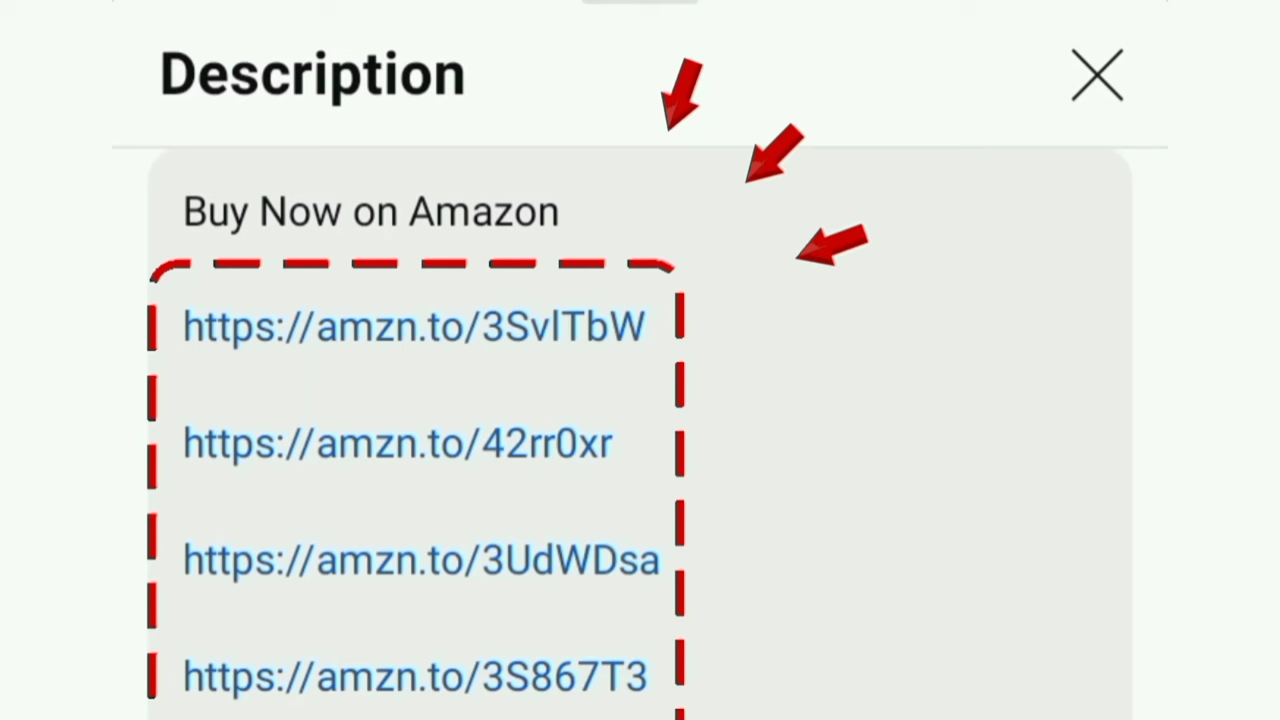 Description
Buy Now on Amazon
https://amzn.to/3SvlTbW
https://amzn.to/42rr0xr
https://amzn.to/3UdWDsa
https://amzn.to/3S867T3